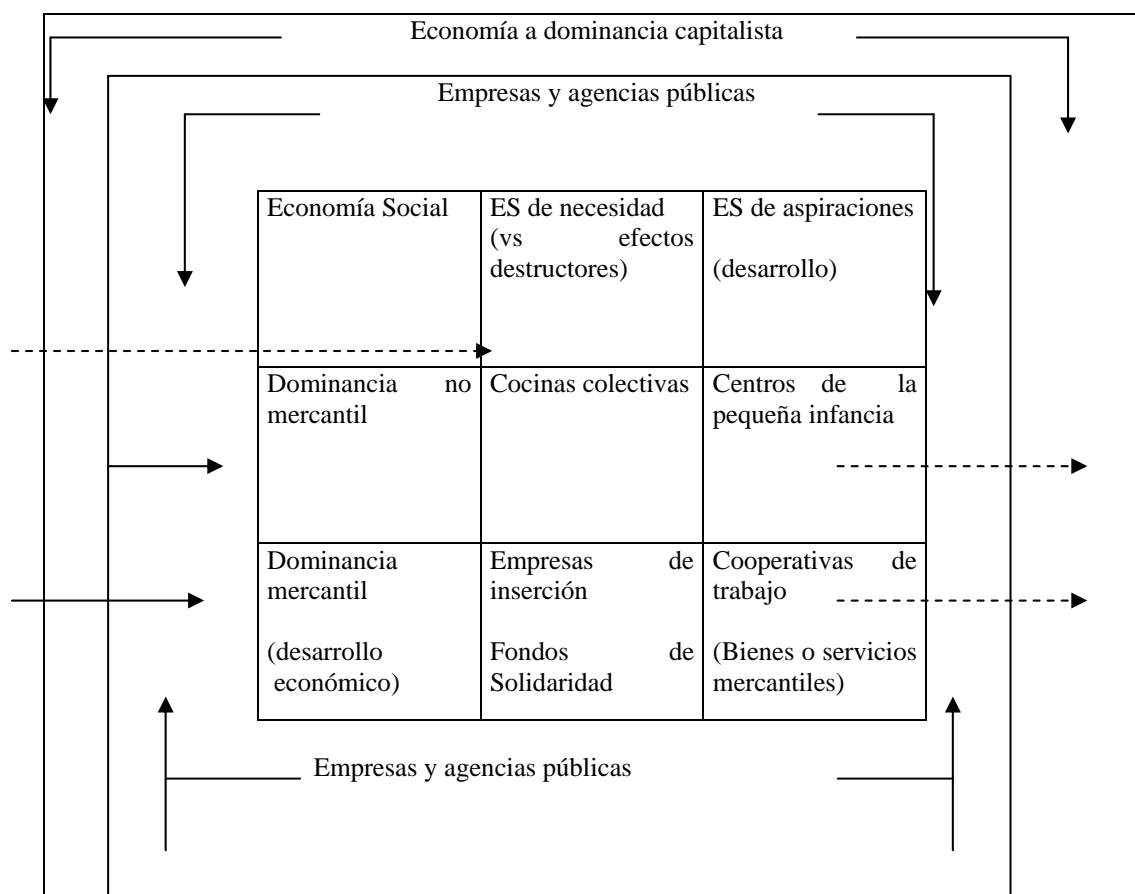 Economía a dominancia capitalista
Empresas y agencias públicas
Economía Social
ES de necesidad
(vs efectos
destructores)
ES de aspiraciones
(desarrollo)
Dominancia no
mercantil
Cocinas colectivas
Centros de la
pequeña infancia
Dominancia
mercantil
(desarrollo
económico)
Empresas de
inserción
Fondos de
Solidaridad
Cooperativas de
trabajo
(Bienes o servicios
mercantiles)
Empresas y agencias públicas